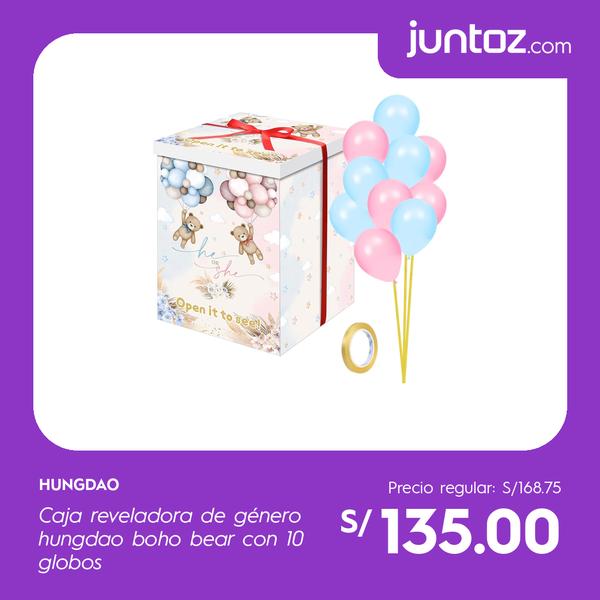 juntoz.com
Open it to see!
he
OR
she
Open it to see!
HUNGDAO
Caja reveladora de género
hungdao boho bear con 10
globos
Precio regular: S/168.75
S/135.00